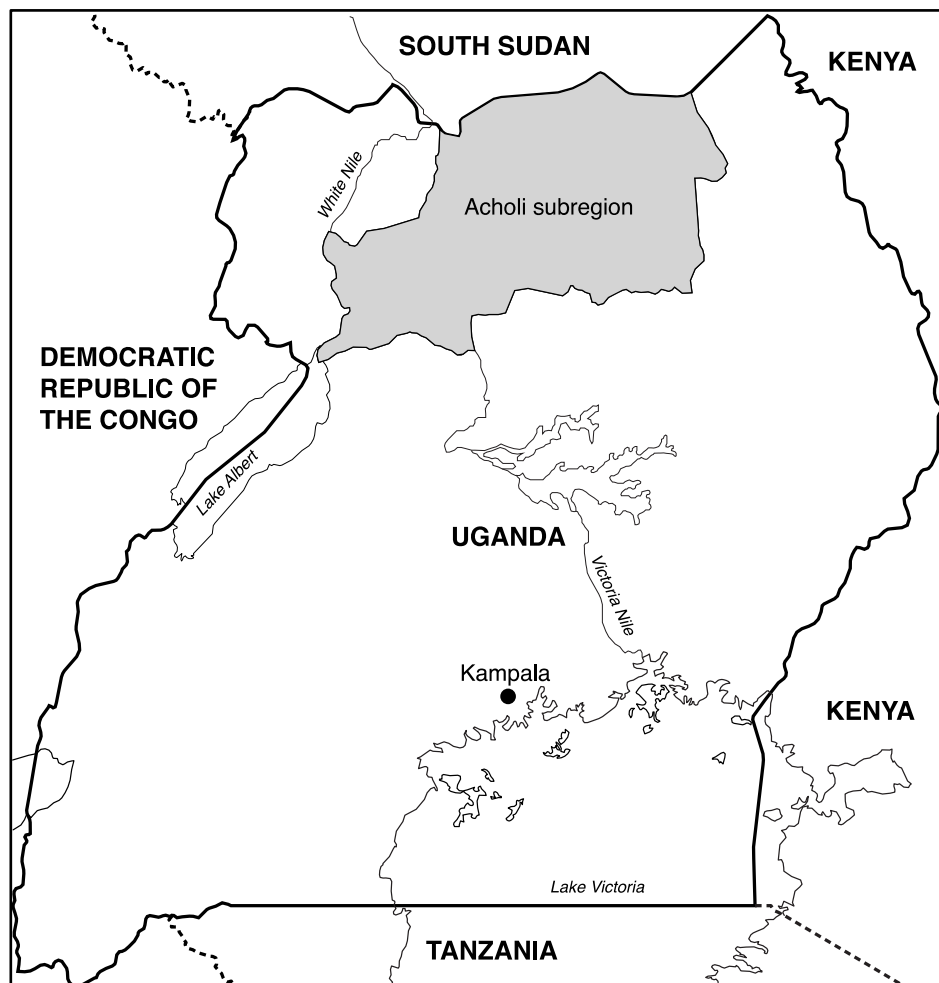 SOUTH SUDAN
KENYA
White Nile
Acholi subregion
DEMOCRATIC
REPUBLIC OF
THE CONGO
Lake Albert
UGANDA
Victoria Nile
Kampala
KENYA
Lake Victoria
TANZANIA